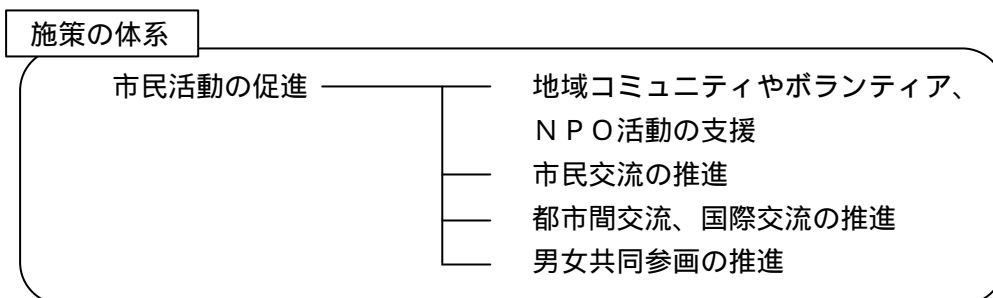 施策の体系
市民活動の促進
地域コミュニティやボランティア、
ＮＰＯ活動の支援
市民交流の推進
都市間交流、国際交流の推進
男女共同参画の推進